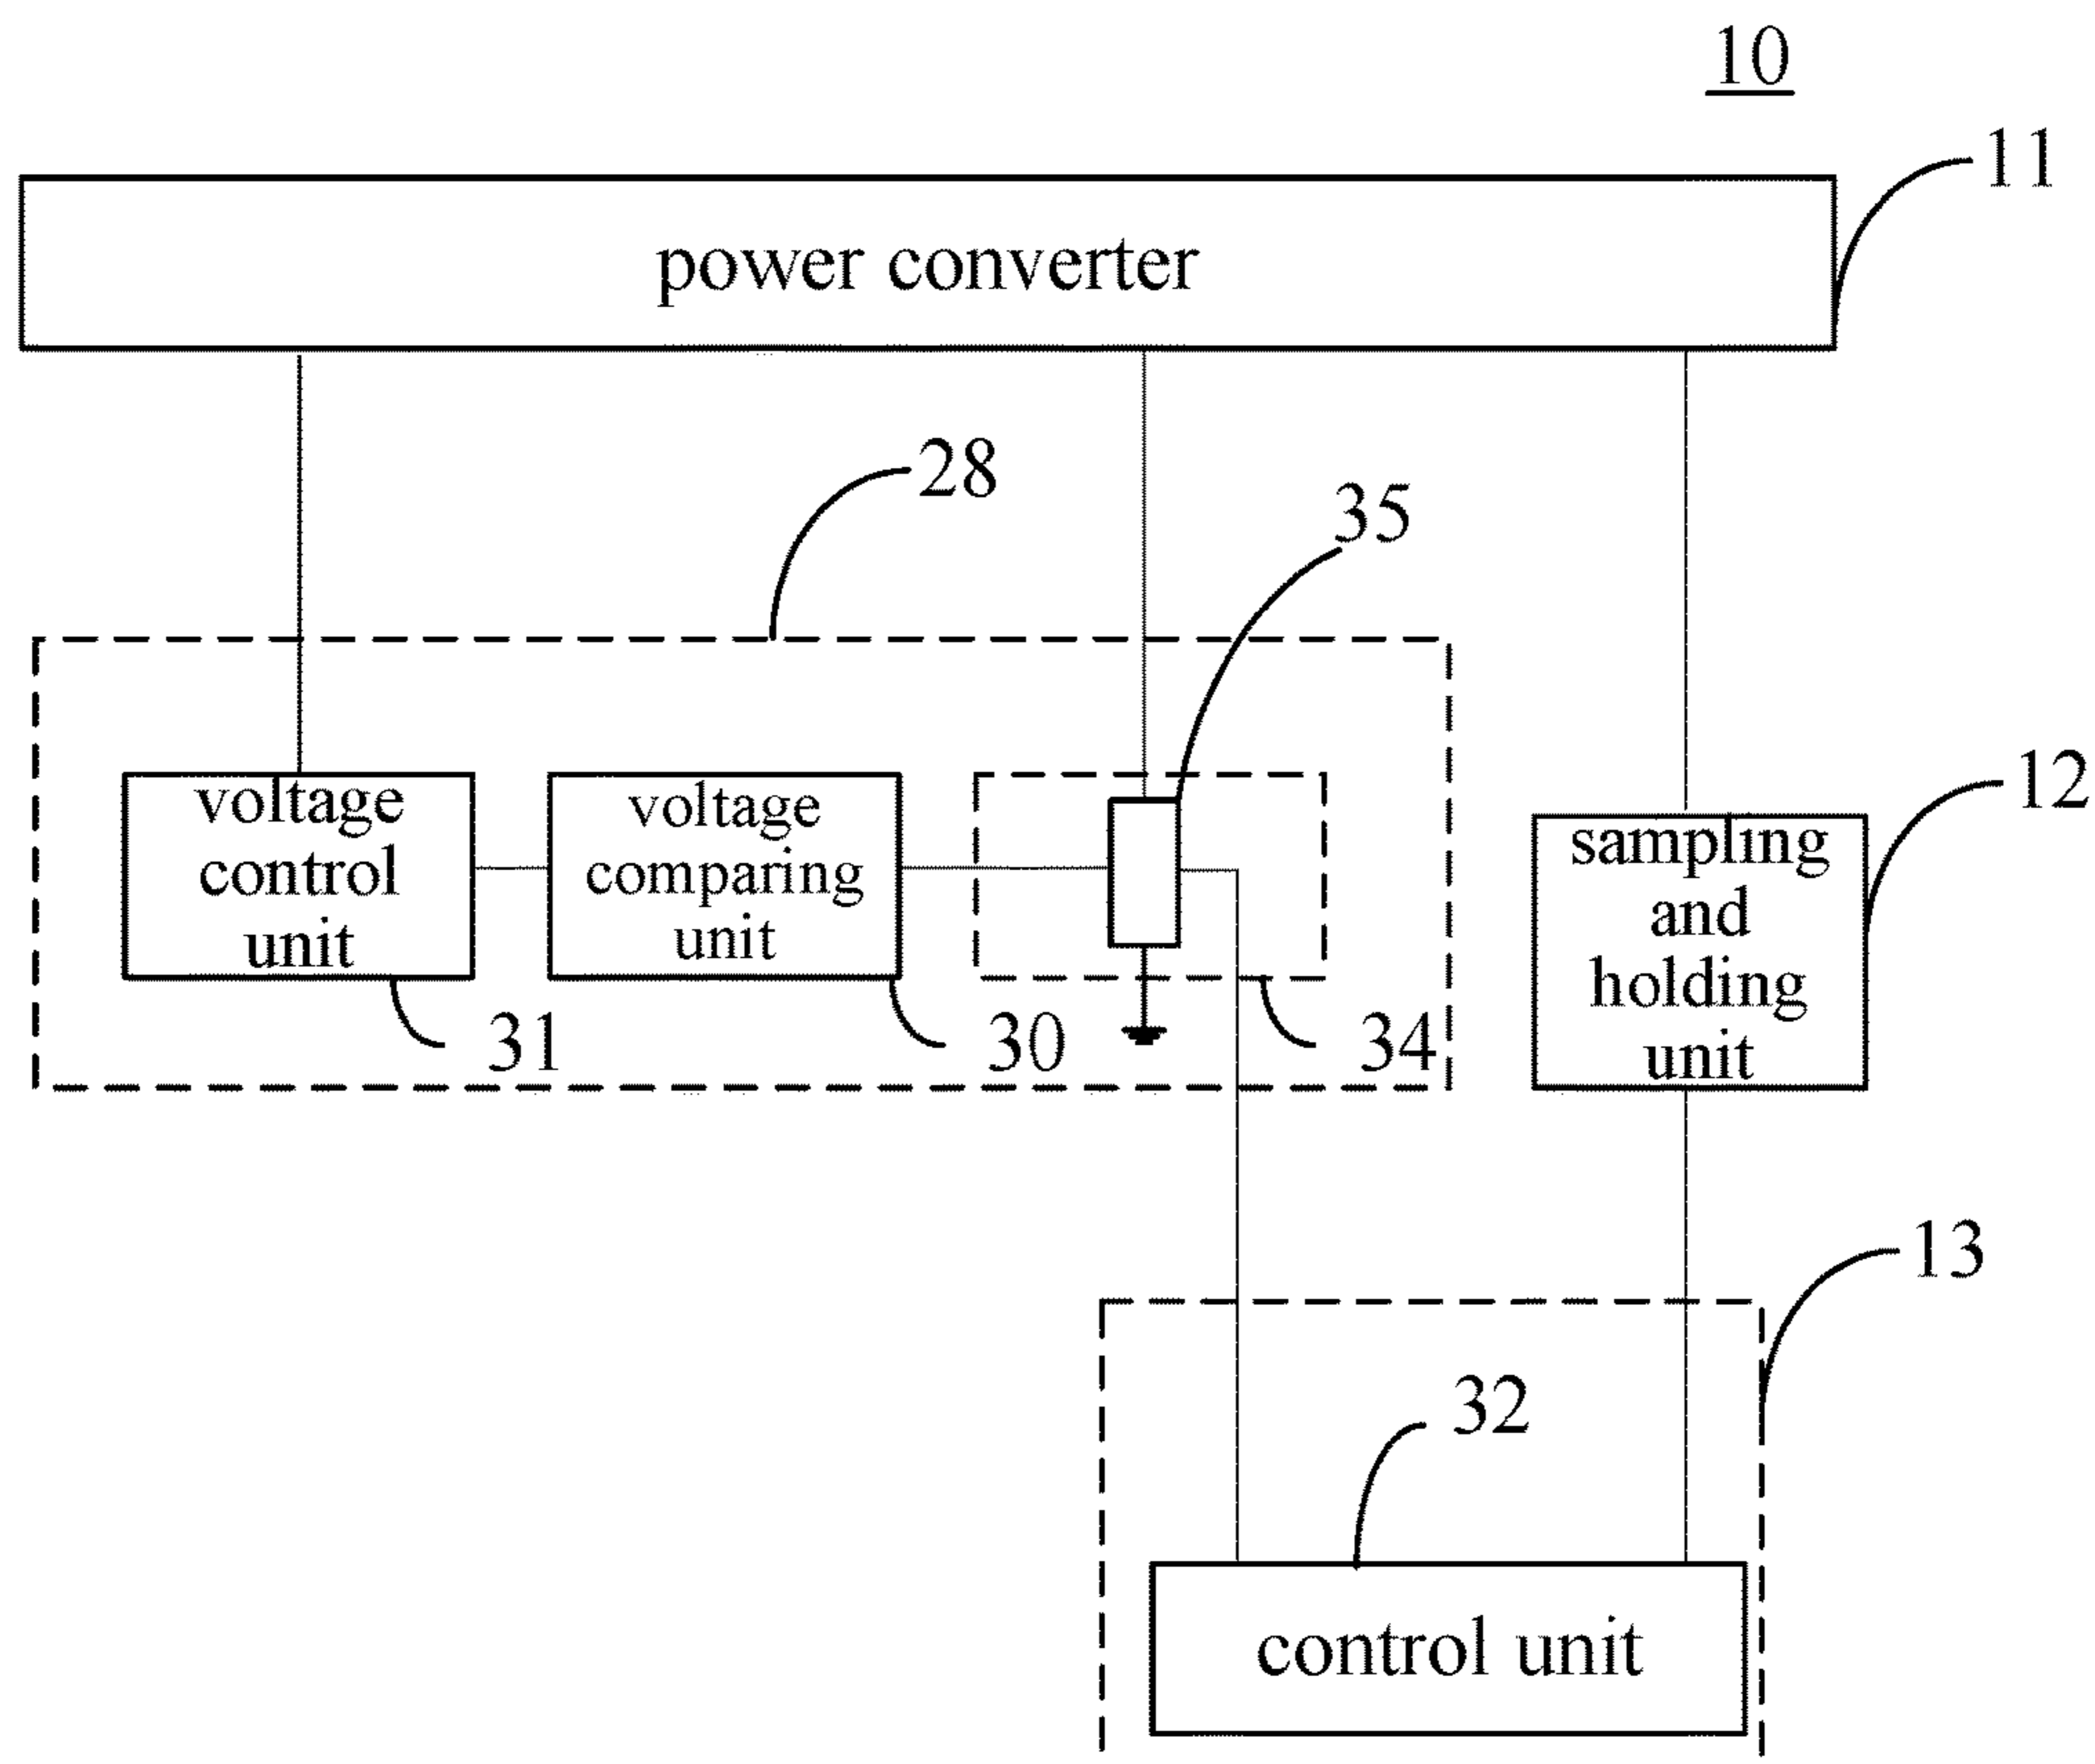 10
11
power converter
28
35
12
voltage
control
unit
voltage
comparing
unit
sampling
and
holding
unit
31
30
34
13
32
control unit